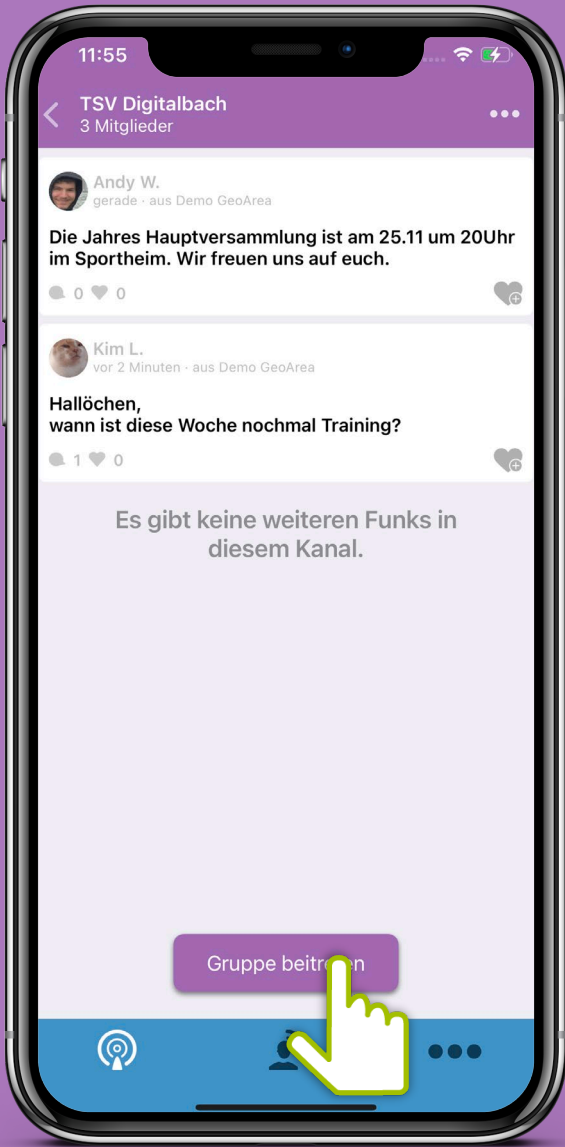 11:55
TSV Digitalbach
3 Mitglieder
Andy W.
gerade · aus Demo GeoArea
Die Jahres Hauptversammlung ist am 25.11 um 20Uhr
im Sportheim. Wir freuen uns auf euch.
0 0
Kim L.
vor 2 Minuten · aus Demo GeoArea
Hallöchen,
wann ist diese Woche nochmal Training?
1 0
Es gibt keine weiteren Funks in
diesem Kanal.
Gruppe